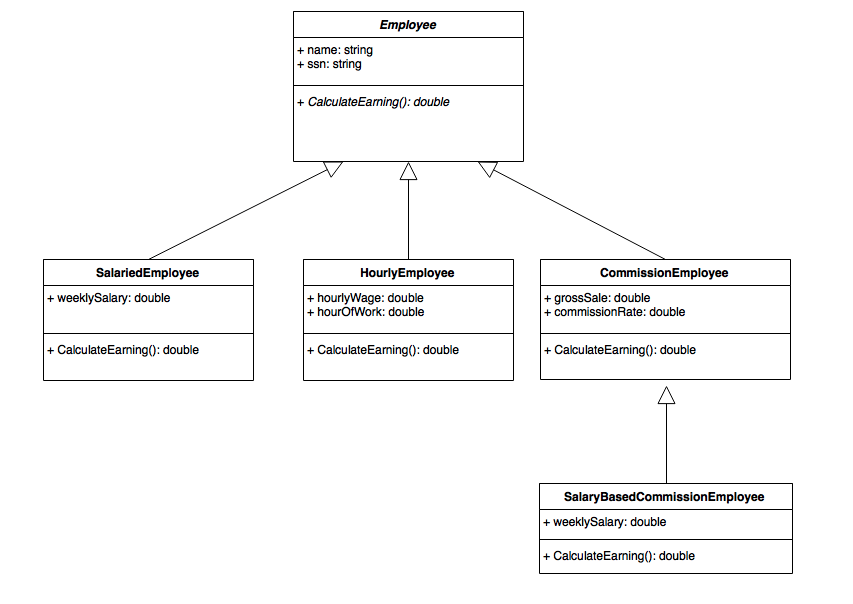 Employee
+ name: string
+ ssn: string
+ CalculateEarning(): double
SalariedEmployee
+ weeklySalary: double
+ CalculateEarning(): double
HourlyEmployee
+ hourlyWage: double
+ hourOfWork: double
+ CalculateEarning(): double
CommissionEmployee
+ grossSale: double
+ commissionRate: double
+ CalculateEarning(): double
SalaryBasedCommissionEmployee
+ weeklySalary: double
+ CalculateEarning(): double